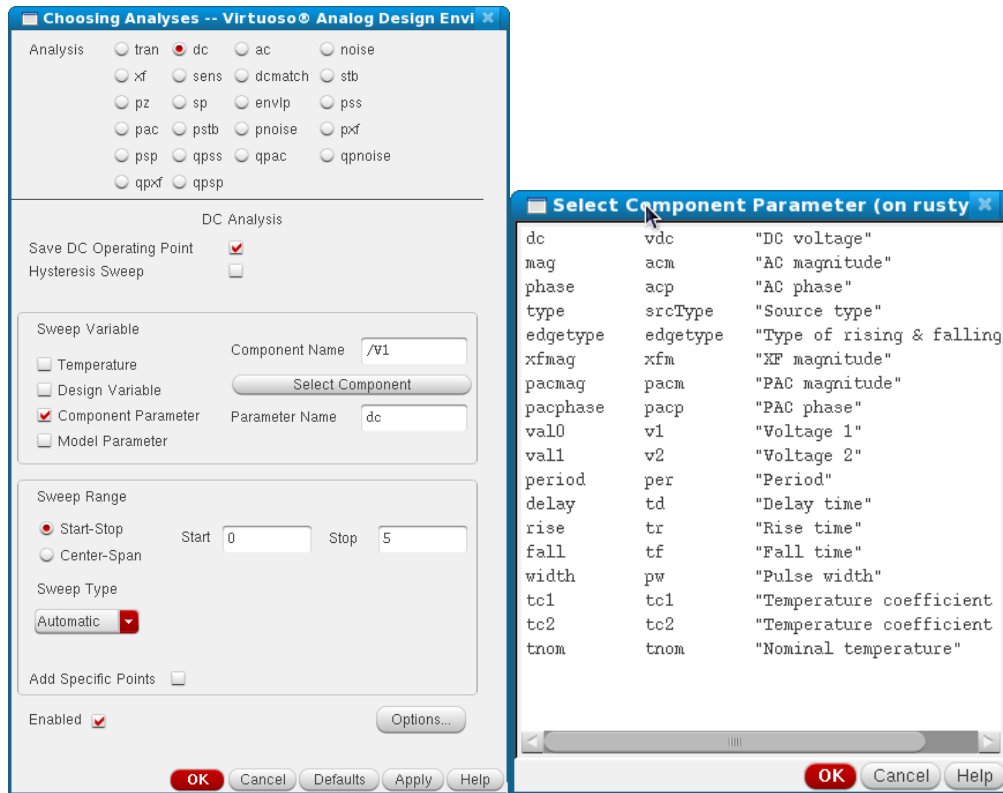 Choosing Analyses -- Virtuoso® Analog Design Envi
Analysis
tran dc ac noise
xf sens dcmatch stb
pz sp envlp pss
pac pstb pnoise pxf
psp qpss qpac qpnoise
qpxf qpsp
DC Analysis
Save DC Operating Point
Hysteresis Sweep
Sweep Variable
Temperature
Design Variable
Component Parameter
Model Parameter
Component Name /V1
Select Component
Parameter Name dc
Sweep Range
Start-Stop
Center-Span
Start 0 Stop 5
Sweep Type
Automatic
Add Specific Points
Enabled Options...
OK Cancel Defaults Apply Help
Select Component Parameter (on rusty
dc vdc "DC voltage"
mag acm "AC magnitude"
phase acp "AC phase"
type srcType "Source type"
edgetype edgetype "Type of rising & falling
xfmag xfm "XF magnitude"
pacmag pacm "PAC magnitude"
pacphase pacp "PAC phase"
val0 v1 "Voltage 1"
val1 v2 "Voltage 2"
period per "Period"
delay td "Delay time"
rise tr "Rise time"
fall tf "Fall time"
width pw "Pulse width"
tc1 tc1 "Temperature coefficient
tc2 tc2 "Temperature coefficient
tnom tnom "Nominal temperature"
OK Cancel Help